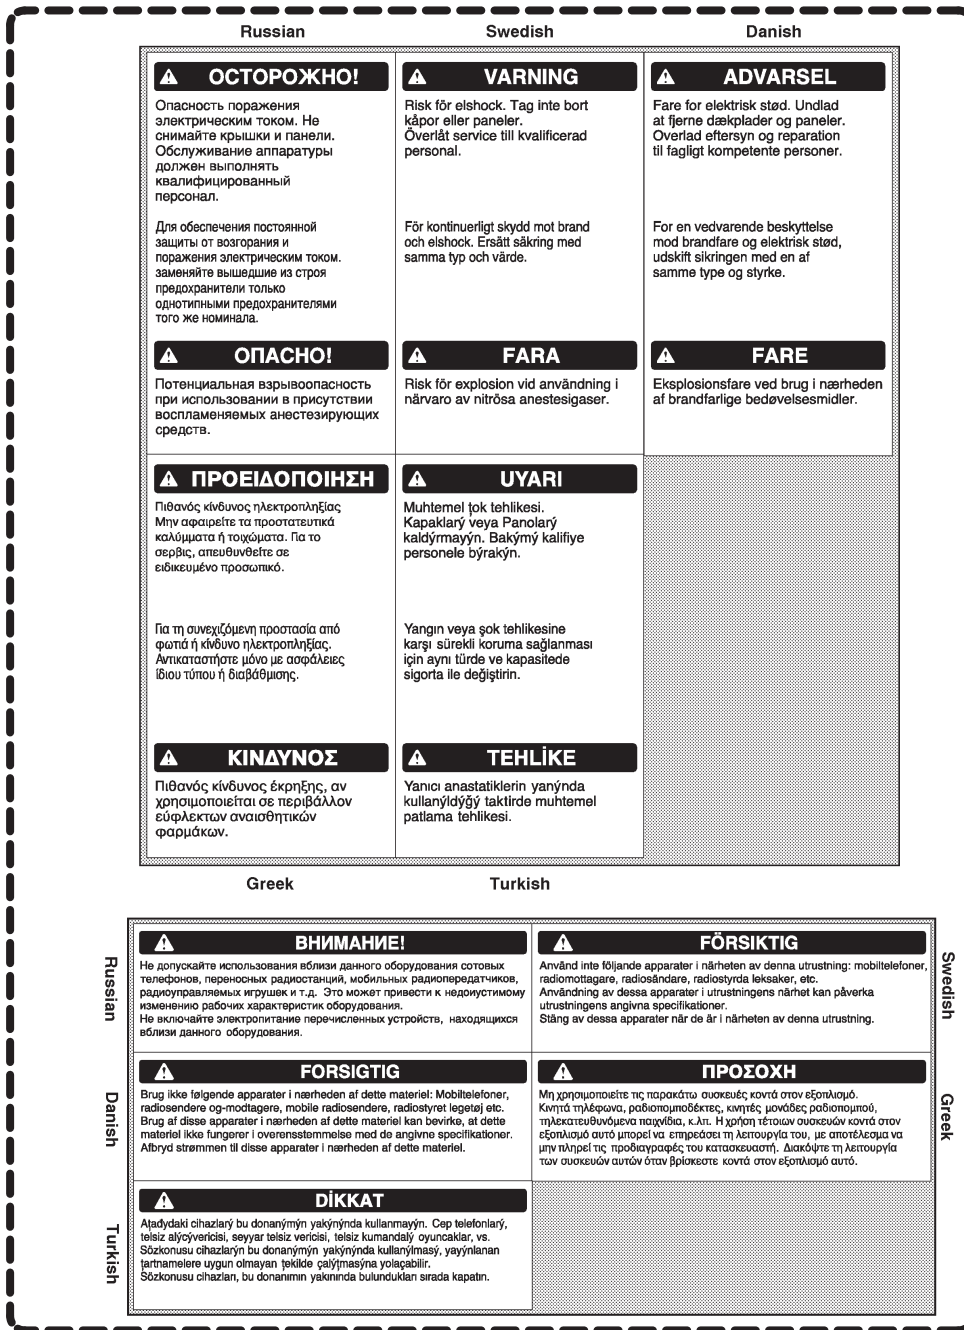 Russian
Swedish
Danish
ОСТОРОЖНО!
Опасность поражения
электрическим током. Не
снимайте крышки и панели.
Обслуживание аппаратуры
должен выполнять
квалифицированный
персонал.
Для обеспечения постоянной
защиты от возгорания и
поражения электрическим током.
заменяйте вышедшие из строя
предохранители только
однотипными предохранителями
того же номинала.
VARNING
Risk för elshock. Tag inte bort
kåpor eller paneler.
Överlåt service till kvalificerad
personal.
För kontinuerligt skydd mot brand
och elshock. Ersätt säkring med
samma typ och värde.
ADVARSEL
Fare for elektrisk stød. Undlad
at fjerne dækplader og paneler.
Overlad eftersyn og reparation
til fagligt kompetente personer.
For en vedvarende beskyttelse
mod brandfare og elektrisk stød,
udskift sikringen med en af
samme type og styrke.
ОПАСНО!
Потенциальная взрывоопасность
при использовании в присутствии
воспламеняемых анестезирующих
средств.
FARA
Risk för explosion vid användning i
närvaro av nitrösa anestesigaser.
FARE
Eksplosionsfare ved brug i nærheden
af brandfarlige bedøvelsesmidler.
ΠΡΟΕΙΔΟΠΟΙΗΣΗ
Πιθανός κίνδυνος ηλεκτροπληξίας
Μην αφαιρείτε τα προστατευτικά
καλύμματα ή τοιχώματα. Για το
σερβις, απευθυνθείτε σε
ειδικευμένο προσωπικό.
Για τη συνεχιζόμενη προστασία από
φωτιά ή κίνδυνο ηλεκτροπληξίας.
Αντικαταστήστε μόνο με ασφάλειες
ίδιου τύπου ή διαβάθμισης.
UYARI
Muhtemel ţok tehlikesi.
Kapaklarý veya Panolarý
kaldýrmayýn. Bakýmý kalifiye
personele býrakýn.
Yangın veya şok tehlikesine
karşı sürekli koruma sağlanması
için aynı türde ve kapasitede
sigorta ile değiştirin.
ΚΙΝΔΥΝΟΣ
Πιθανός κίνδυνος έκρηξης, αν
χρησιμοποιείται σε περιβάλλον
εύφλεκτων αναισθητικών
φαρμάκων.
TEHLİKE
Yanıcı anastatiklerin yanýnda
kullanýldýğý taktirde muhtemel
patlama tehlikesi.
Greek
Turkish
Russian
ВНИМАНИЕ!
Не допускайте использования вблизи данного оборудования сотовых
телефонов, переносных радиостанций, мобильных радиопередатчиков,
радиоуправляемых игрушек и т.д. Это может привести к недоиустимому
изменению рабочих характеристик оборудования.
Не включайте электропитание перечисленных устройств, находящихся
вблизи данного оборудования.
Swedish
FÖRSIKTIG
Använd inte följande apparater i närheten av denna utrustning: mobiltelefoner,
radiomottagare, radiosändare, radiostyrda leksaker, etc.
Användning av dessa apparater i utrustningens närhet kan påverka
utrustningens angivna specifikationer.
Stäng av dessa apparater när de är i närheten av denna utrustning.
Danish
FORSIGTIG
Brug ikke følgende apparater i nærheden af dette materiel: Mobiltelefoner,
radiosendere og-modtagere, mobile radiosendere, radiostyret legetøj etc.
Brug af disse apparater i nærheden af dette materiel kan bevirke, at dette
materiel ikke fungerer i overensstemmelse med de angivne specifikationer.
Afbryd strømmen til disse apparater i nærheden af dette materiel.
Greek
ΠΡΟΣΟΧΗ
Μη χρησιμοποιείτε τις παρακάτω συσκευές κοντά στον εξοπλισμό.
Κινητά τηλέφωνα, ραδιοπομποδέκτες, κινητές μονάδες ραδιοπομπού,
τηλεκατευθυνόμενα παιχνίδια, κ.λπ. Η χρήση τέτοιων συσκευών κοντά στον
εξοπλισμό αυτό μπορεί να επηρεάσει τη λειτουργία του, με αποτέλεσμα να
μην πληρεί τις προδιαγραφές του κατασκευαστή. Διακόψτε τη λειτουργία
των συσκευών αυτών όταν βρίσκεστε κοντά στον εξοπλισμό αυτό.
Turkish
DİKKAT
Aţaðýdaki cihazlarý bu donanýmýn yakýnýnda kullanmayýn. Cep telefonlarý,
telsiz alýcývericisi, seyyar telsiz vericisi, telsiz kumandalý oyuncaklar, vs.
Sözkonusu cihazlarýn bu donanýmýn yakýnýnda kullanýlmasý, yayýnlanan
ţartnamelere uygun olmayan ţekilde çalýţmasýna yolaçabilir.
Sözkonusu cihazları, bu donanımın yakınında bulundukları sırada kapatın.